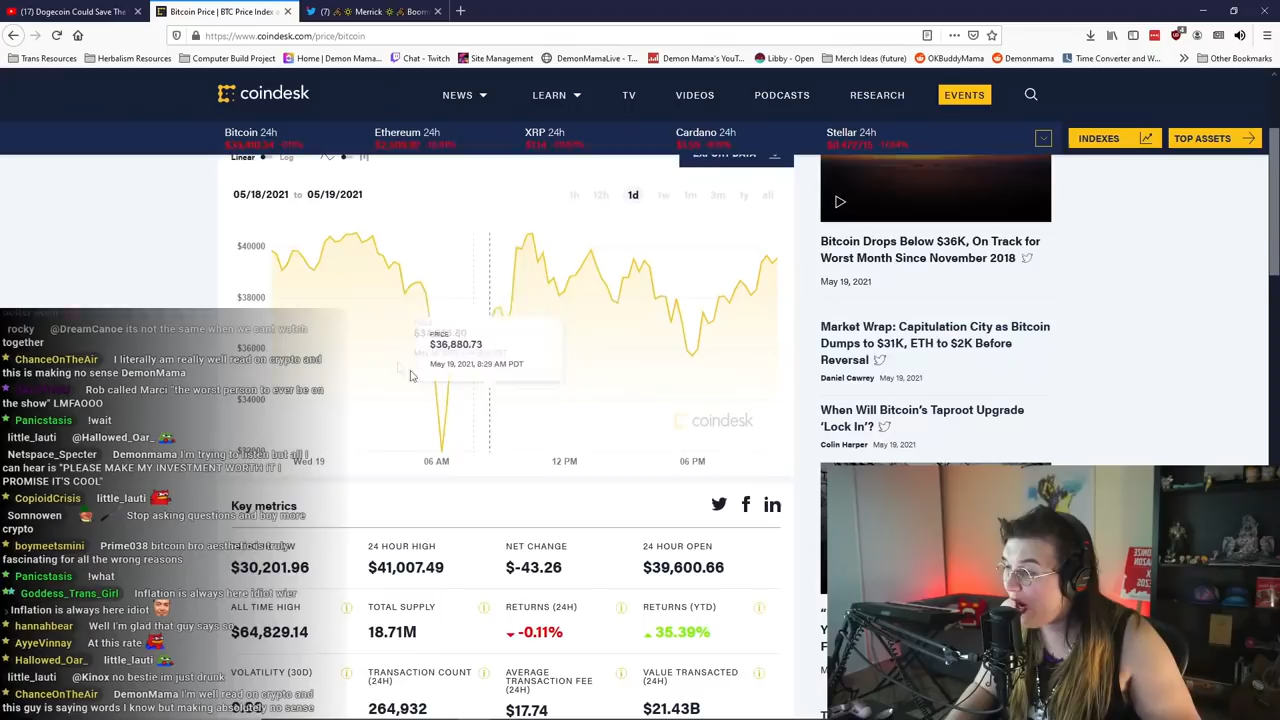 (17) Dogecoin Could Save The
Bitcoin Price | BTC Price Index a
(7) Merrick Boom
https://www.coindesk.com/price/bitcoin
Trans Resources
Herbalism Resources
Computer Build
Home | Demon Mama...
Chat - Twitch
Site Management
DemonMamaLive - T...
Demon Mama's YouT...
Libby - Open
Merch Ideas (future)
OKBuddyMama
Demonmama
Time Converter and W...
Other Bookmarks
coindesk
NEWS
LEARN
TV
VIDEOS
PODCASTS
RESEARCH
EVENTS
Bitcoin 24h
Ethereum 24h
XRP 24h
Cardano 24h
Stellar 24h
INDEXES
TOP ASSETS
Linear
Log
EXPORT DATA
05/18/2021 to 05/19/2021
1h 12h 1d 1w 1m 3m 1y all
$40000
$38000
$36000
$34000
$32000
PRICE
$36,880.73
May 19, 2021, 8:29 AM PDT
coindesk
Wed 19
06 AM
12 PM
06 PM
Key metrics
24 HOUR HIGH
$41,007.49
NET CHANGE
$-43.26
24 HOUR OPEN
$39,600.66
$30,201.96
ALL TIME HIGH
$64,829.14
TOTAL SUPPLY
18.71M
RETURNS (24H)
-0.11%
RETURNS (YTD)
35.39%
VOLATILITY (30D)
TRANSACTION COUNT
(24H)
264,932
AVERAGE
TRANSACTION FEE
(24H)
$17.74
VALUE TRANSACTED
(24H)
$21.43B
Bitcoin Drops Below $36K, On Track for
Worst Month Since November 2018
May 19, 2021
Market Wrap: Capitulation City as Bitcoin
Dumps to $31K, ETH to $2K Before
Reversal
Daniel Cawrey May 19, 2021
When Will Bitcoin's Taproot Upgrade
'Lock In'?
Colin Harper May 19, 2021
rocky @DreamCanoe its not the same when we cant watch
together
ChanceOnTheAir I literally am really well read on crypto and
this is making no sense DemonMama
Rob called Marci "the worst person to ever be on
the show" LMFAOOO
Panicstasis !wait
little_lauti @Hallowed_Oar_
Netspace_Specter Demonmama I'm trying to listen but all I
can hear is "PLEASE MAKE MY INVESTMENT WORTH IT I
PROMISE IT'S COOL"
CopioidCrisis little_lauti
Somnowen Stop asking questions and buy more
crypto
boymeetsmini Prime038 bitcoin bro aesthetic is truly
fascinating for all the wrong reasons
Panicstasis !what
Goddess_Trans_Girl Inflation is always here idiot wier
Inflation is always here idiot
hannahbear Well I'm glad that guy says so
AyyeVinnay At this rate
Hallowed_Oar_ little_lauti
little_lauti @Kinox no bestie im just drunk
ChanceOnTheAir DemonMama I'm well read on crypto and
this guy is saying words I know but making absolutely no sense